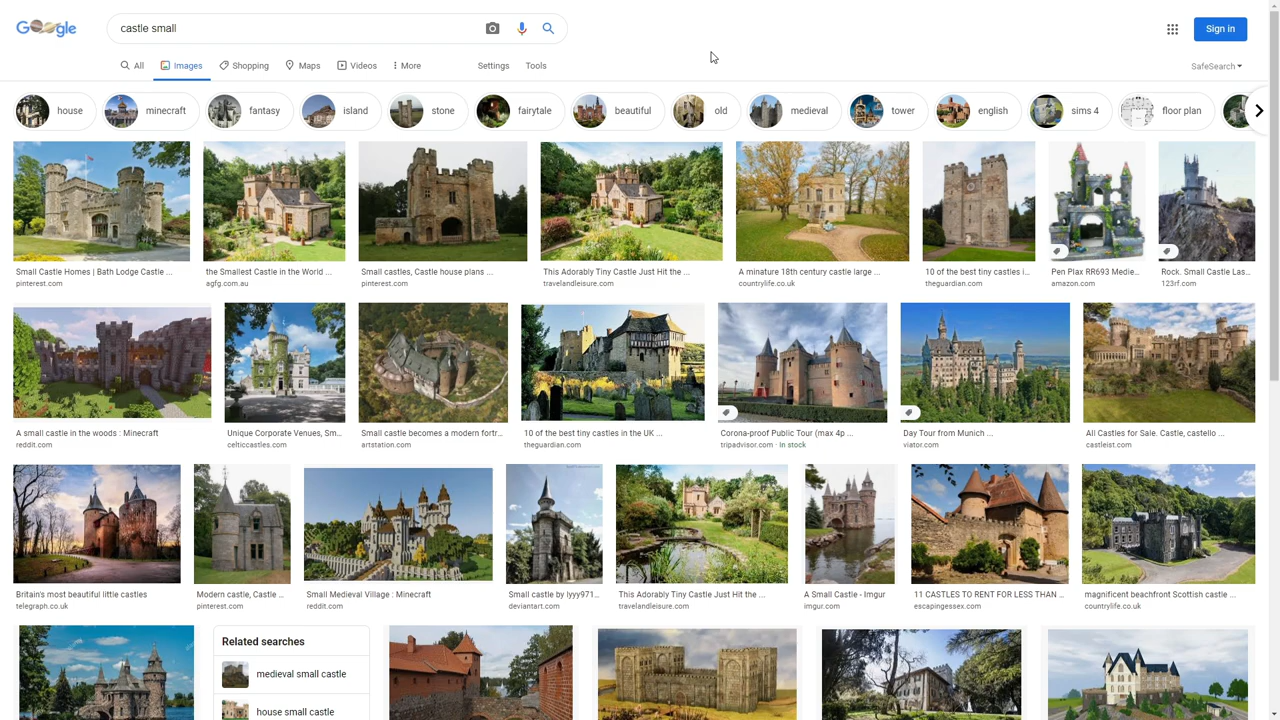 Google
castle small
Sign in
All
Images
Shopping
Maps
Videos
More
Settings
Tools
SafeSearch
house
minecraft
fantasy
island
stone
fairytale
beautiful
old
medieval
tower
english
sims 4
floor plan
Small Castle Homes | Bath Lodge Castle ...
pinterest.com
the Smallest Castle in the World ...
agfg.com.au
Small castles, Castle house plans ...
pinterest.com
This Adorably Tiny Castle Just Hit the ...
travelandleisure.com
A minature 18th century castle large ...
countrylife.co.uk
10 of the best tiny castles i...
theguardian.com
Pen Plax RR693 Medie...
amazon.com
Rock. Small Castle Las...
123rf.com
A small castle in the woods : Minecraft
reddit.com
Unique Corporate Venues, Sm...
celticcastles.com
Small castle becomes a modern fortr...
artstation.com
10 of the best tiny castles in the UK ...
theguardian.com
Corona-proof Public Tour (max 4p ...
tripadvisor.com · In stock
Day Tour from Munich ...
viator.com
All Castles for Sale. Castle, castello ...
castleist.com
Britain's most beautiful little castles
telegraph.co.uk
Modern castle, Castle ...
pinterest.com
Small Medieval Village : Minecraft
reddit.com
Small castle by lyyy971...
deviantart.com
This Adorably Tiny Castle Just Hit the ...
travelandleisure.com
A Small Castle - Imgur
imgur.com
11 CASTLES TO RENT FOR LESS THAN ...
escapingessex.com
magnificent beachfront Scottish castle ...
countrylife.co.uk
Related searches
medieval small castle
house small castle